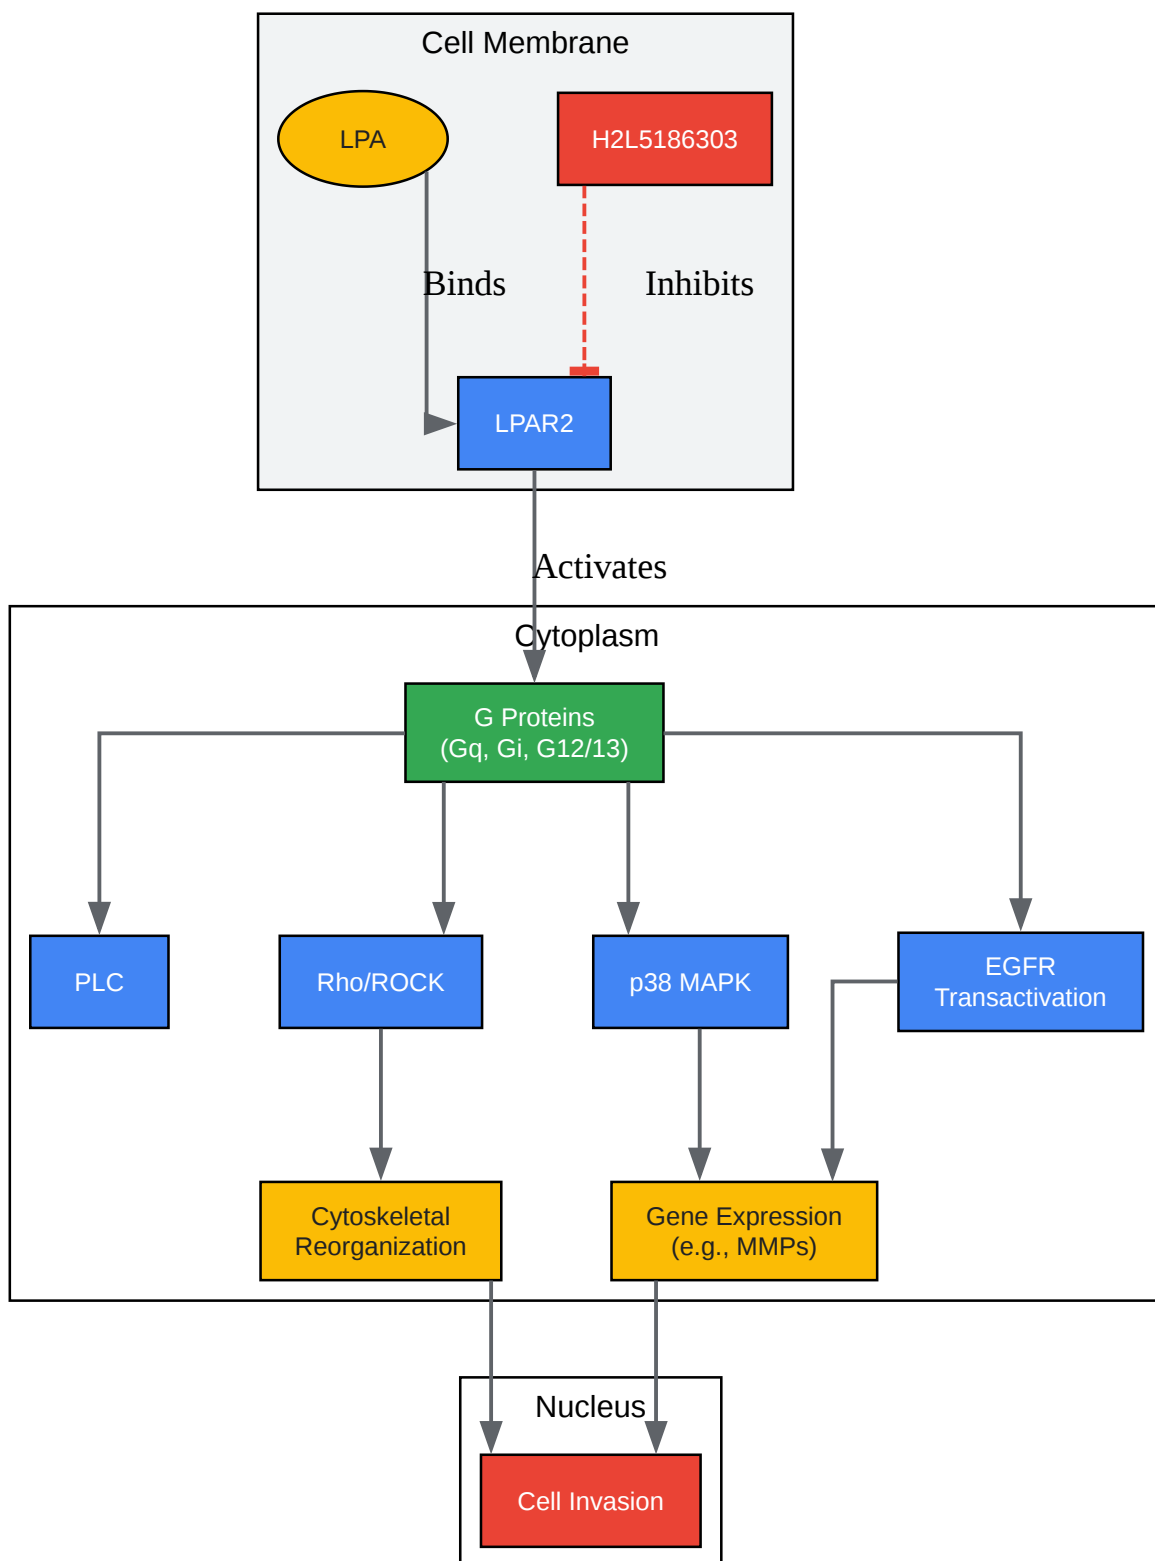 Cell Membrane
LPA
H2L5186303
Binds
Inhibits
LPAR2
Activates
Cytoplasm
G Proteins
(Gq, Gi, G12/13)
PLC
Rho/ROCK
p38 MAPK
EGFR
Transactivation
Cytoskeletal
Reorganization
Gene Expression
(e.g., MMPs)
Nucleus
Cell Invasion